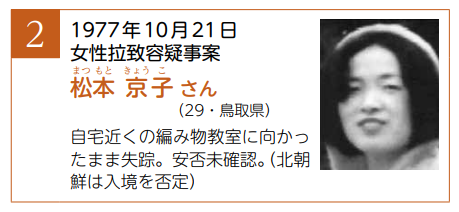 2
1977年10月21日
女性拉致容疑事案
まつ もと きょう こ
松本 京子 さん
(29・鳥取県)
自宅近くの編み物教室に向かっ
たまま失踪。安否未確認。(北朝
鮮は入境を否定)